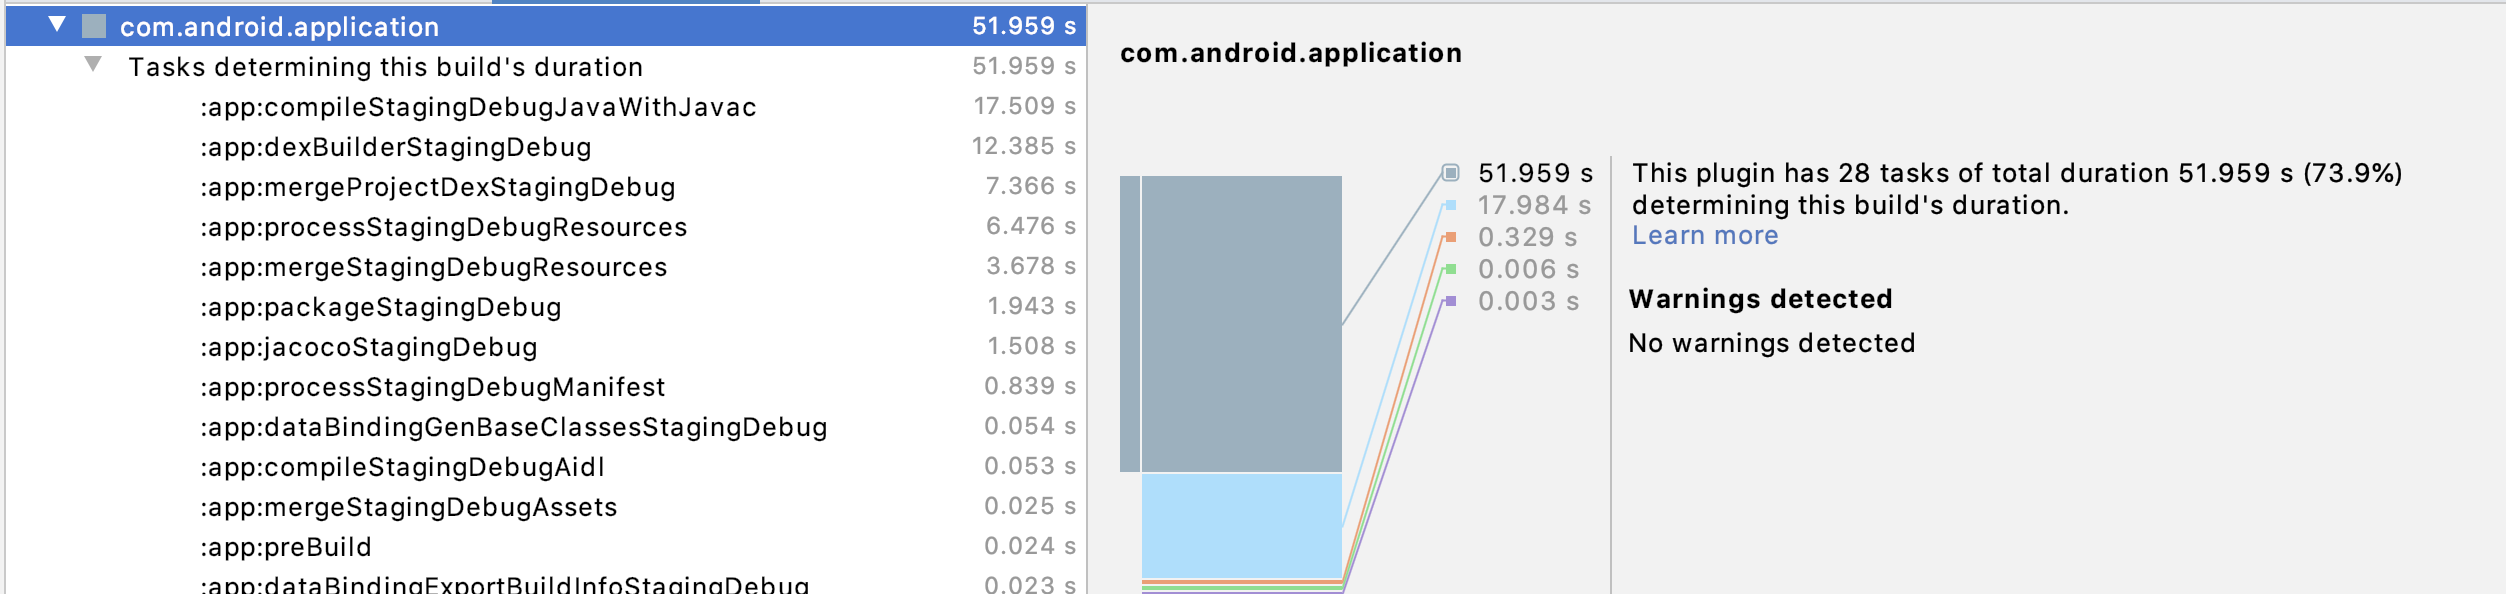 com.android.application 51.959 s
Tasks determining this build's duration 51.959 s
:app:compileStagingDebugJavaWithJavac 17.509 s
:app:dexBuilderStagingDebug 12.385 s
:app:mergeProjectDexStagingDebug 7.366 s
:app:processStagingDebugResources 6.476 s
:app:mergeStagingDebugResources 3.678 s
:app:packageStagingDebug 1.943 s
:app:jacocoStagingDebug 1.508 s
:app:processStagingDebugManifest 0.839 s
:app:dataBindingGenBaseClassesStagingDebug 0.054 s
:app:compileStagingDebugAidl 0.053 s
:app:mergeStagingDebugAssets 0.025 s
:app:preBuild 0.024 s
:app:dataBindingExportBuildInfoStagingDebug 0.023 s
com.android.application
51.959 s
17.984 s
0.329 s
0.006 s
0.003 s
This plugin has 28 tasks of total duration 51.959 s (73.9%)
determining this build's duration.
Learn more
Warnings detected
No warnings detected